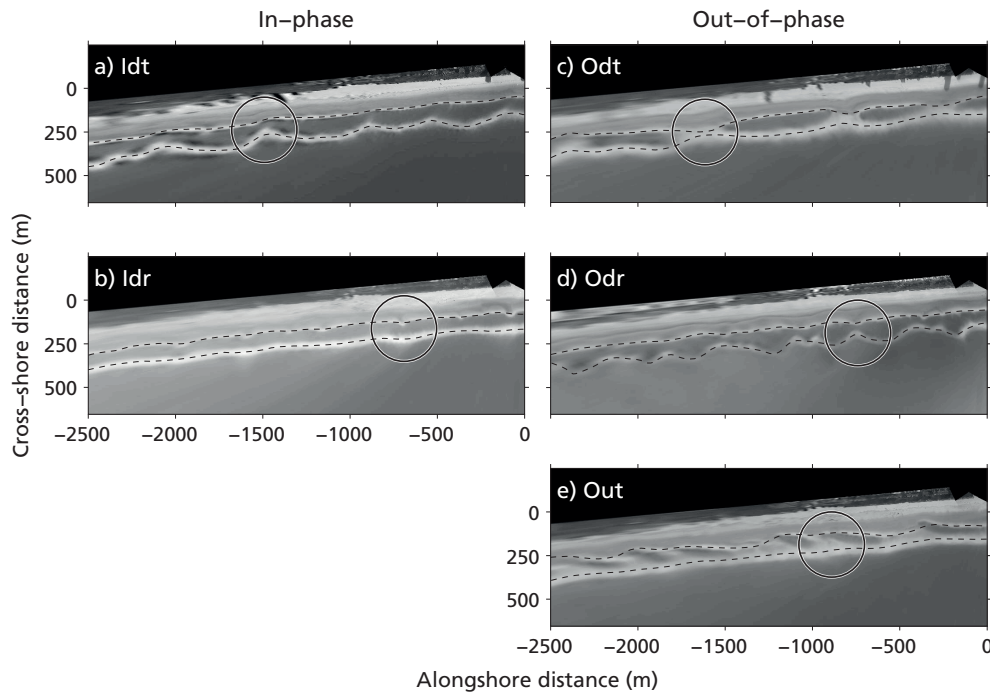 In−phase
Out−of−phase
a) Idt
c) Odt
0
250
500
b) Idr
d) Odr
0
250
500
−2500
−2000
−1500
−1000
−500
0
e) Out
0
250
500
−2500
−2000
−1500
−1000
−500
0
Cross−shore distance (m)
Alongshore distance (m)